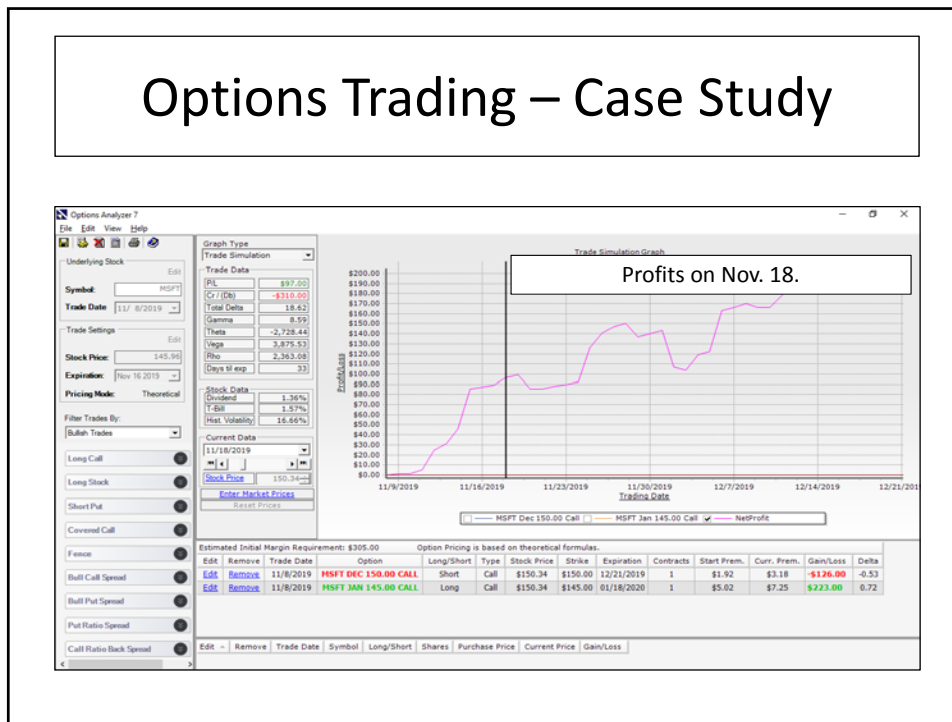 Options Trading – Case Study
Options Analyzer 7
File Edit View Help
Underlying Stock
Edit
Symbol: MSFT
Trade Date 11/ 8/2019
Trade Settings
Edit
Stock Price: 145.96
Expiration: Nov 16 2019
Pricing Mode: Theoretical
Filter Trades By:
Bullish Trades
Long Call
Long Stock
Short Put
Covered Call
Fence
Bull Call Spread
Bull Put Spread
Put Ratio Spread
Call Ratio Back Spread
Graph Type
Trade Simulation
Trade Data
P/L $97.00
Cr / (Db) -$310.00
Total Delta 18.62
Gamma 8.59
Theta -2,728.44
Vega 3,875.53
Rho 2,363.08
Days til exp 33
Stock Data
Dividend 1.36%
T-Bill 1.57%
Hist. Volatility 16.66%
Current Data
11/18/2019
Stock Price 150.34
Enter Market Prices
Reset Prices
Trade Simulation Graph
Profits on Nov. 18.
Profit/Loss
$200.00
$190.00
$180.00
$170.00
$160.00
$150.00
$140.00
$130.00
$120.00
$110.00
$100.00
$90.00
$80.00
$70.00
$60.00
$50.00
$40.00
$30.00
$20.00
$10.00
$0.00
11/9/2019 11/16/2019 11/23/2019 11/30/2019 12/7/2019 12/14/2019 12/21/201
Trading Date
MSFT Dec 150.00 Call MSFT Jan 145.00 Call NetProfit
Estimated Initial Margin Requirement: $305.00 Option Pricing is based on theoretical formulas.
Edit Remove Trade Date Option Long/Short Type Stock Price Strike Expiration Contracts Start Prem. Curr. Prem. Gain/Loss Delta
Edit Remove 11/8/2019 MSFT DEC 150.00 CALL Short Call $150.34 $150.00 12/21/2019 1 $1.92 $3.18 -$126.00 -0.53
Edit Remove 11/8/2019 MSFT JAN 145.00 CALL Long Call $150.34 $145.00 01/18/2020 1 $5.02 $7.25 $223.00 0.72
Edit Remove Trade Date Symbol Long/Short Shares Purchase Price Current Price Gain/Loss